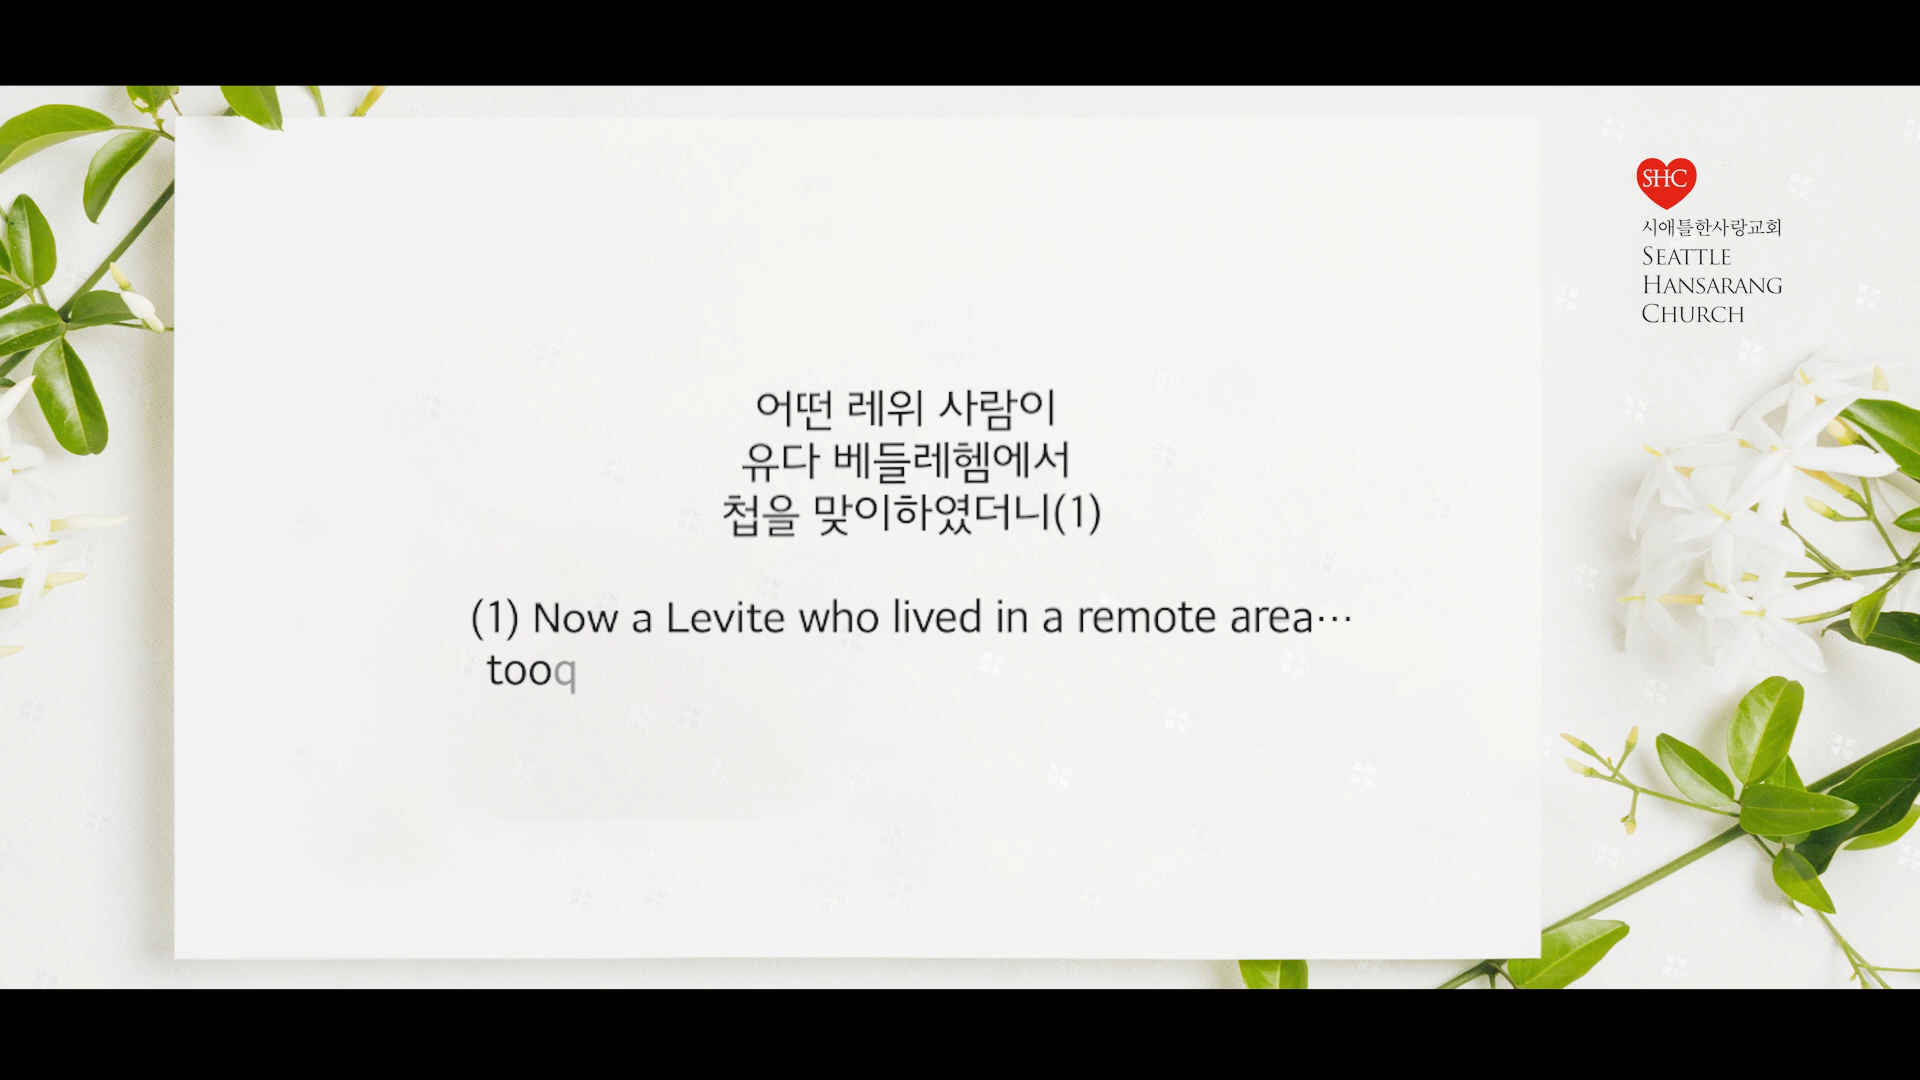 SHC
시애틀한사랑교회
SEATTLE
HANSARANG
CHURCH
어떤 레위 사람이
유다 베들레헴에서
첩을 맞이하였더니(1)
(1) Now a Levite who lived in a remote area…
tooq